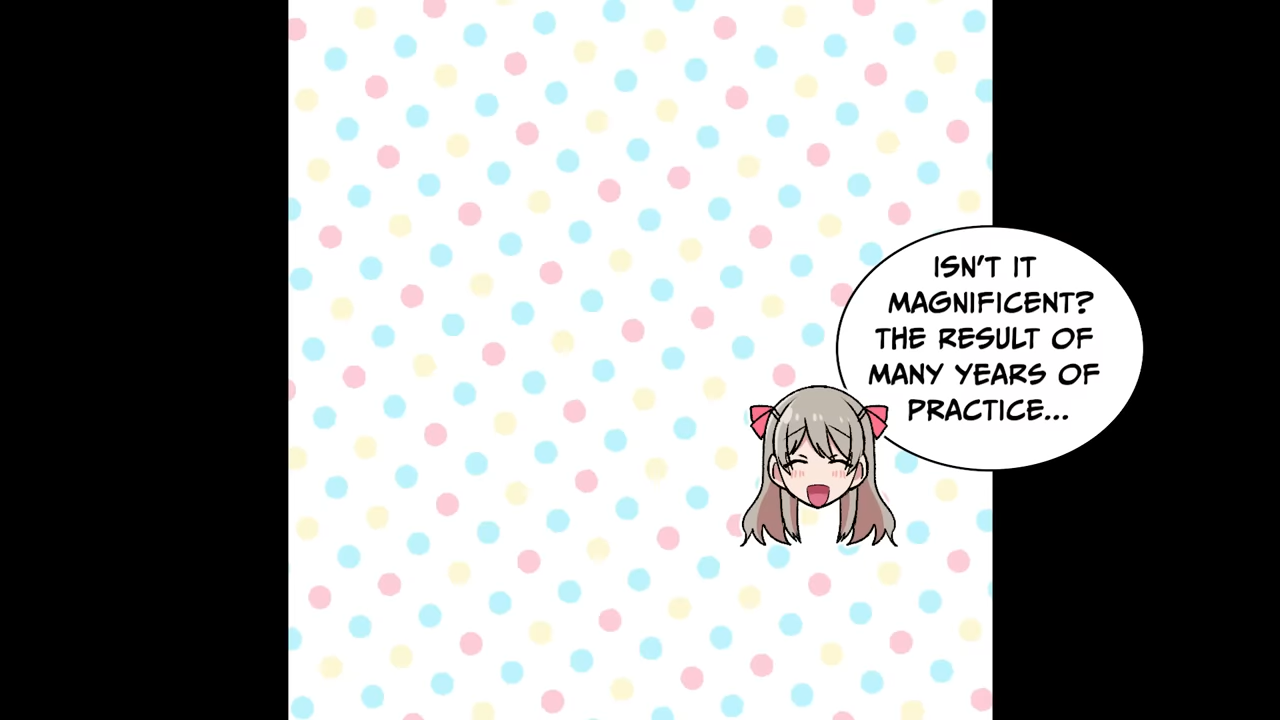 ISN'T IT
MAGNIFICENT?
THE RESULT OF
MANY YEARS OF
PRACTICE...